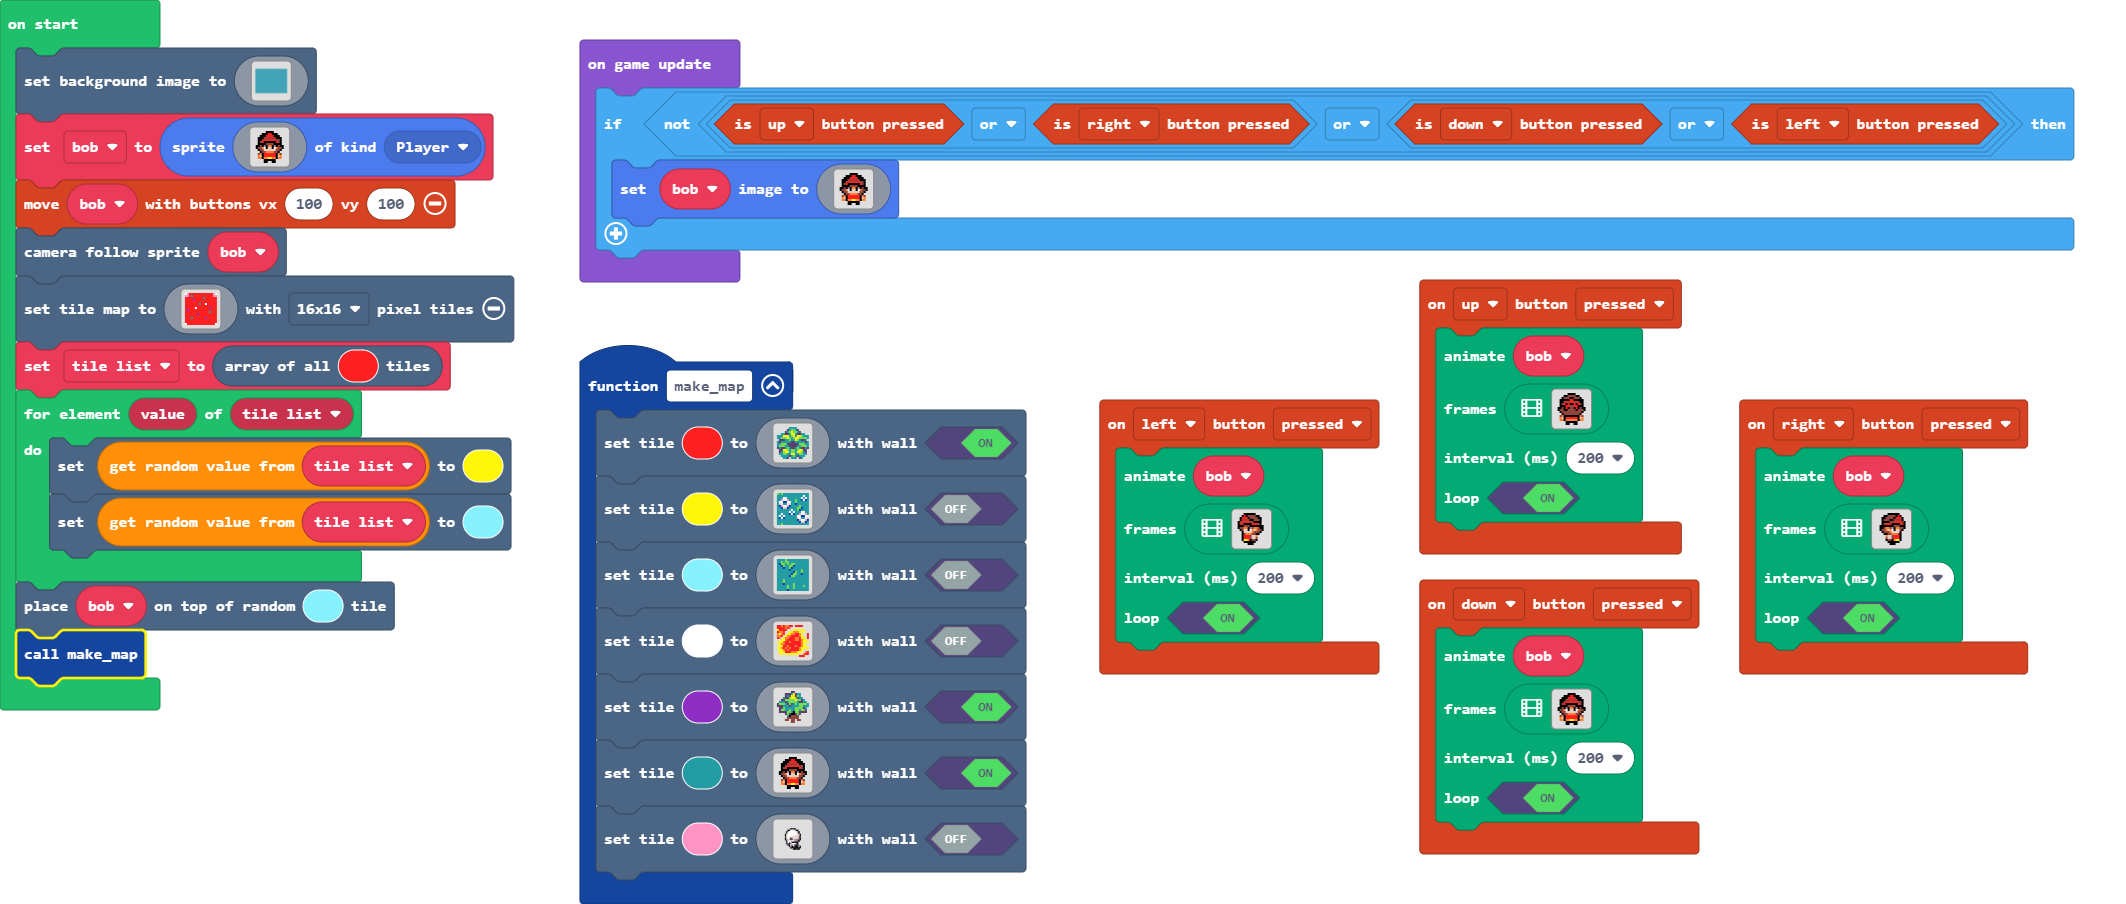 on start
set background image to
set bob to sprite of kind Player
move bob with buttons vx 100 vy 100
camera follow sprite bob
set tile map to with 16x16 pixel tiles
set tile list to array of all tiles
for element value of tile list
do
set get random value from tile list to
set get random value from tile list to
place bob on top of random tile
call make_map
on game update
if not is up button pressed or is right button pressed or is down button pressed or is left button pressed then
set bob image to
function make_map
set tile to with wall ON
set tile to with wall OFF
set tile to with wall OFF
set tile to with wall OFF
set tile to with wall ON
set tile to with wall ON
set tile to with wall OFF
on left button pressed
animate bob
frames
interval (ms) 200
loop ON
on up button pressed
animate bob
frames
interval (ms) 200
loop ON
on down button pressed
animate bob
frames
interval (ms) 200
loop ON
on right button pressed
animate bob
frames
interval (ms) 200
loop ON